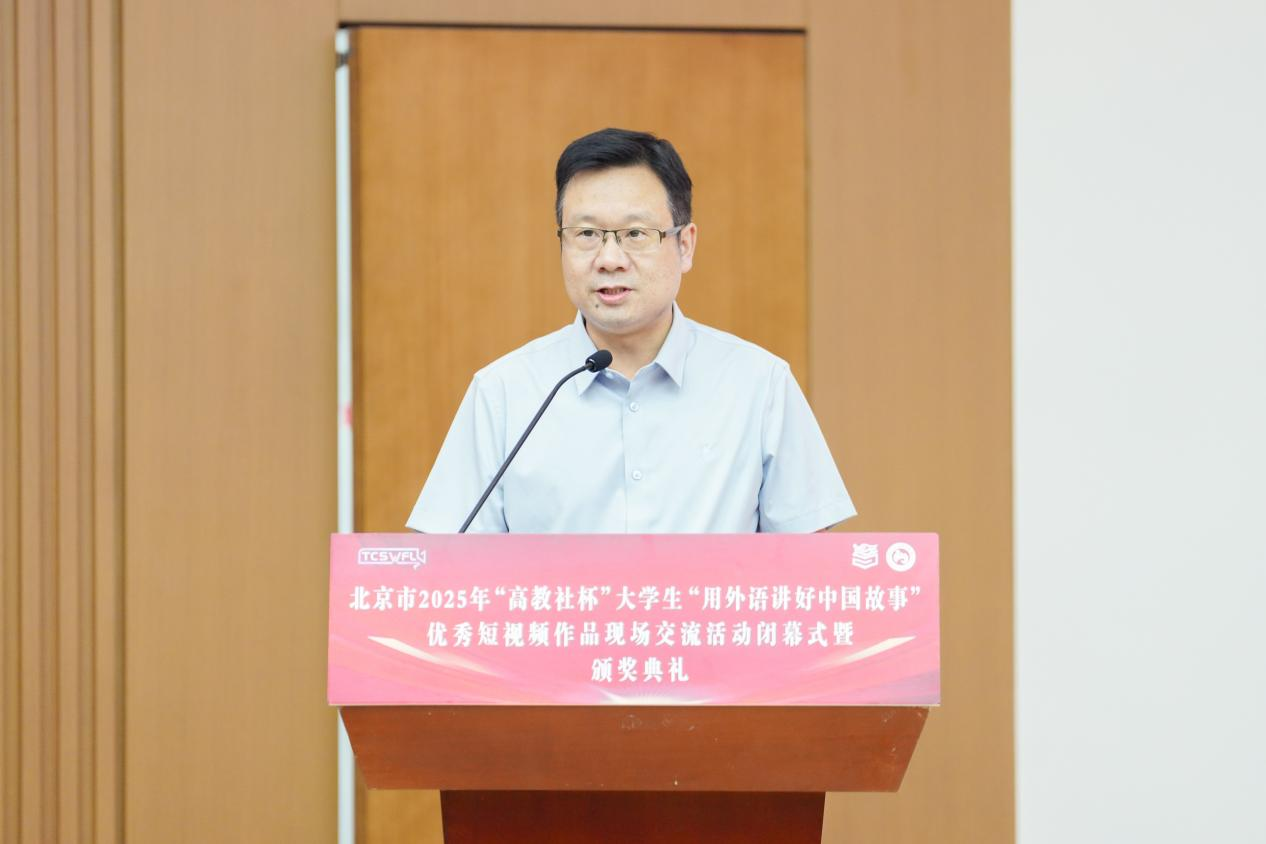 TCSWFL
北京市2025年“高教社杯”大学生“用外语讲好中国故事”
优秀短视频作品现场交流活动闭幕式暨
颁奖典礼